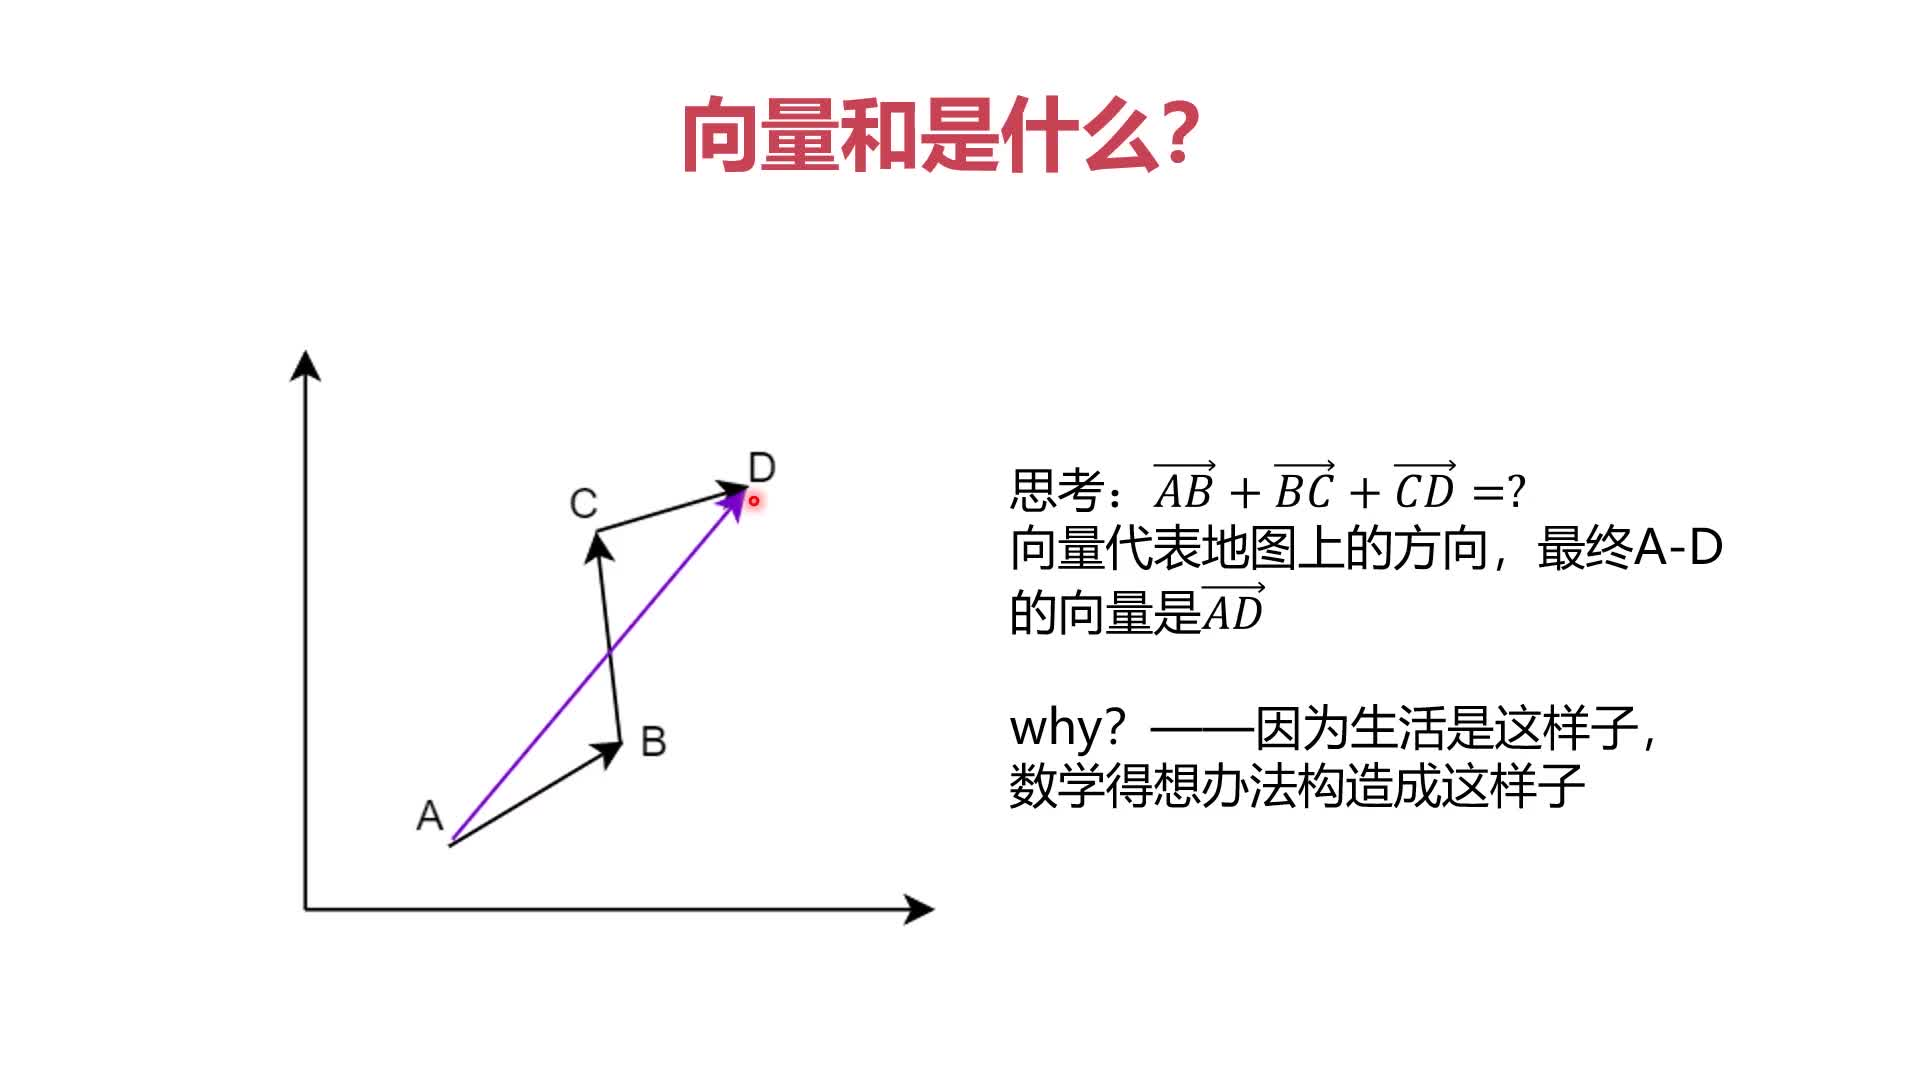 向量和是什么？
D
C
B
A
思考：$\overrightarrow{AB}+\overrightarrow{BC}+\overrightarrow{CD}=?$
向量代表地图上的方向，最终A-D
的向量是$\overrightarrow{AD}$
why？——因为生活是这样子，
数学得想办法构造成这样子